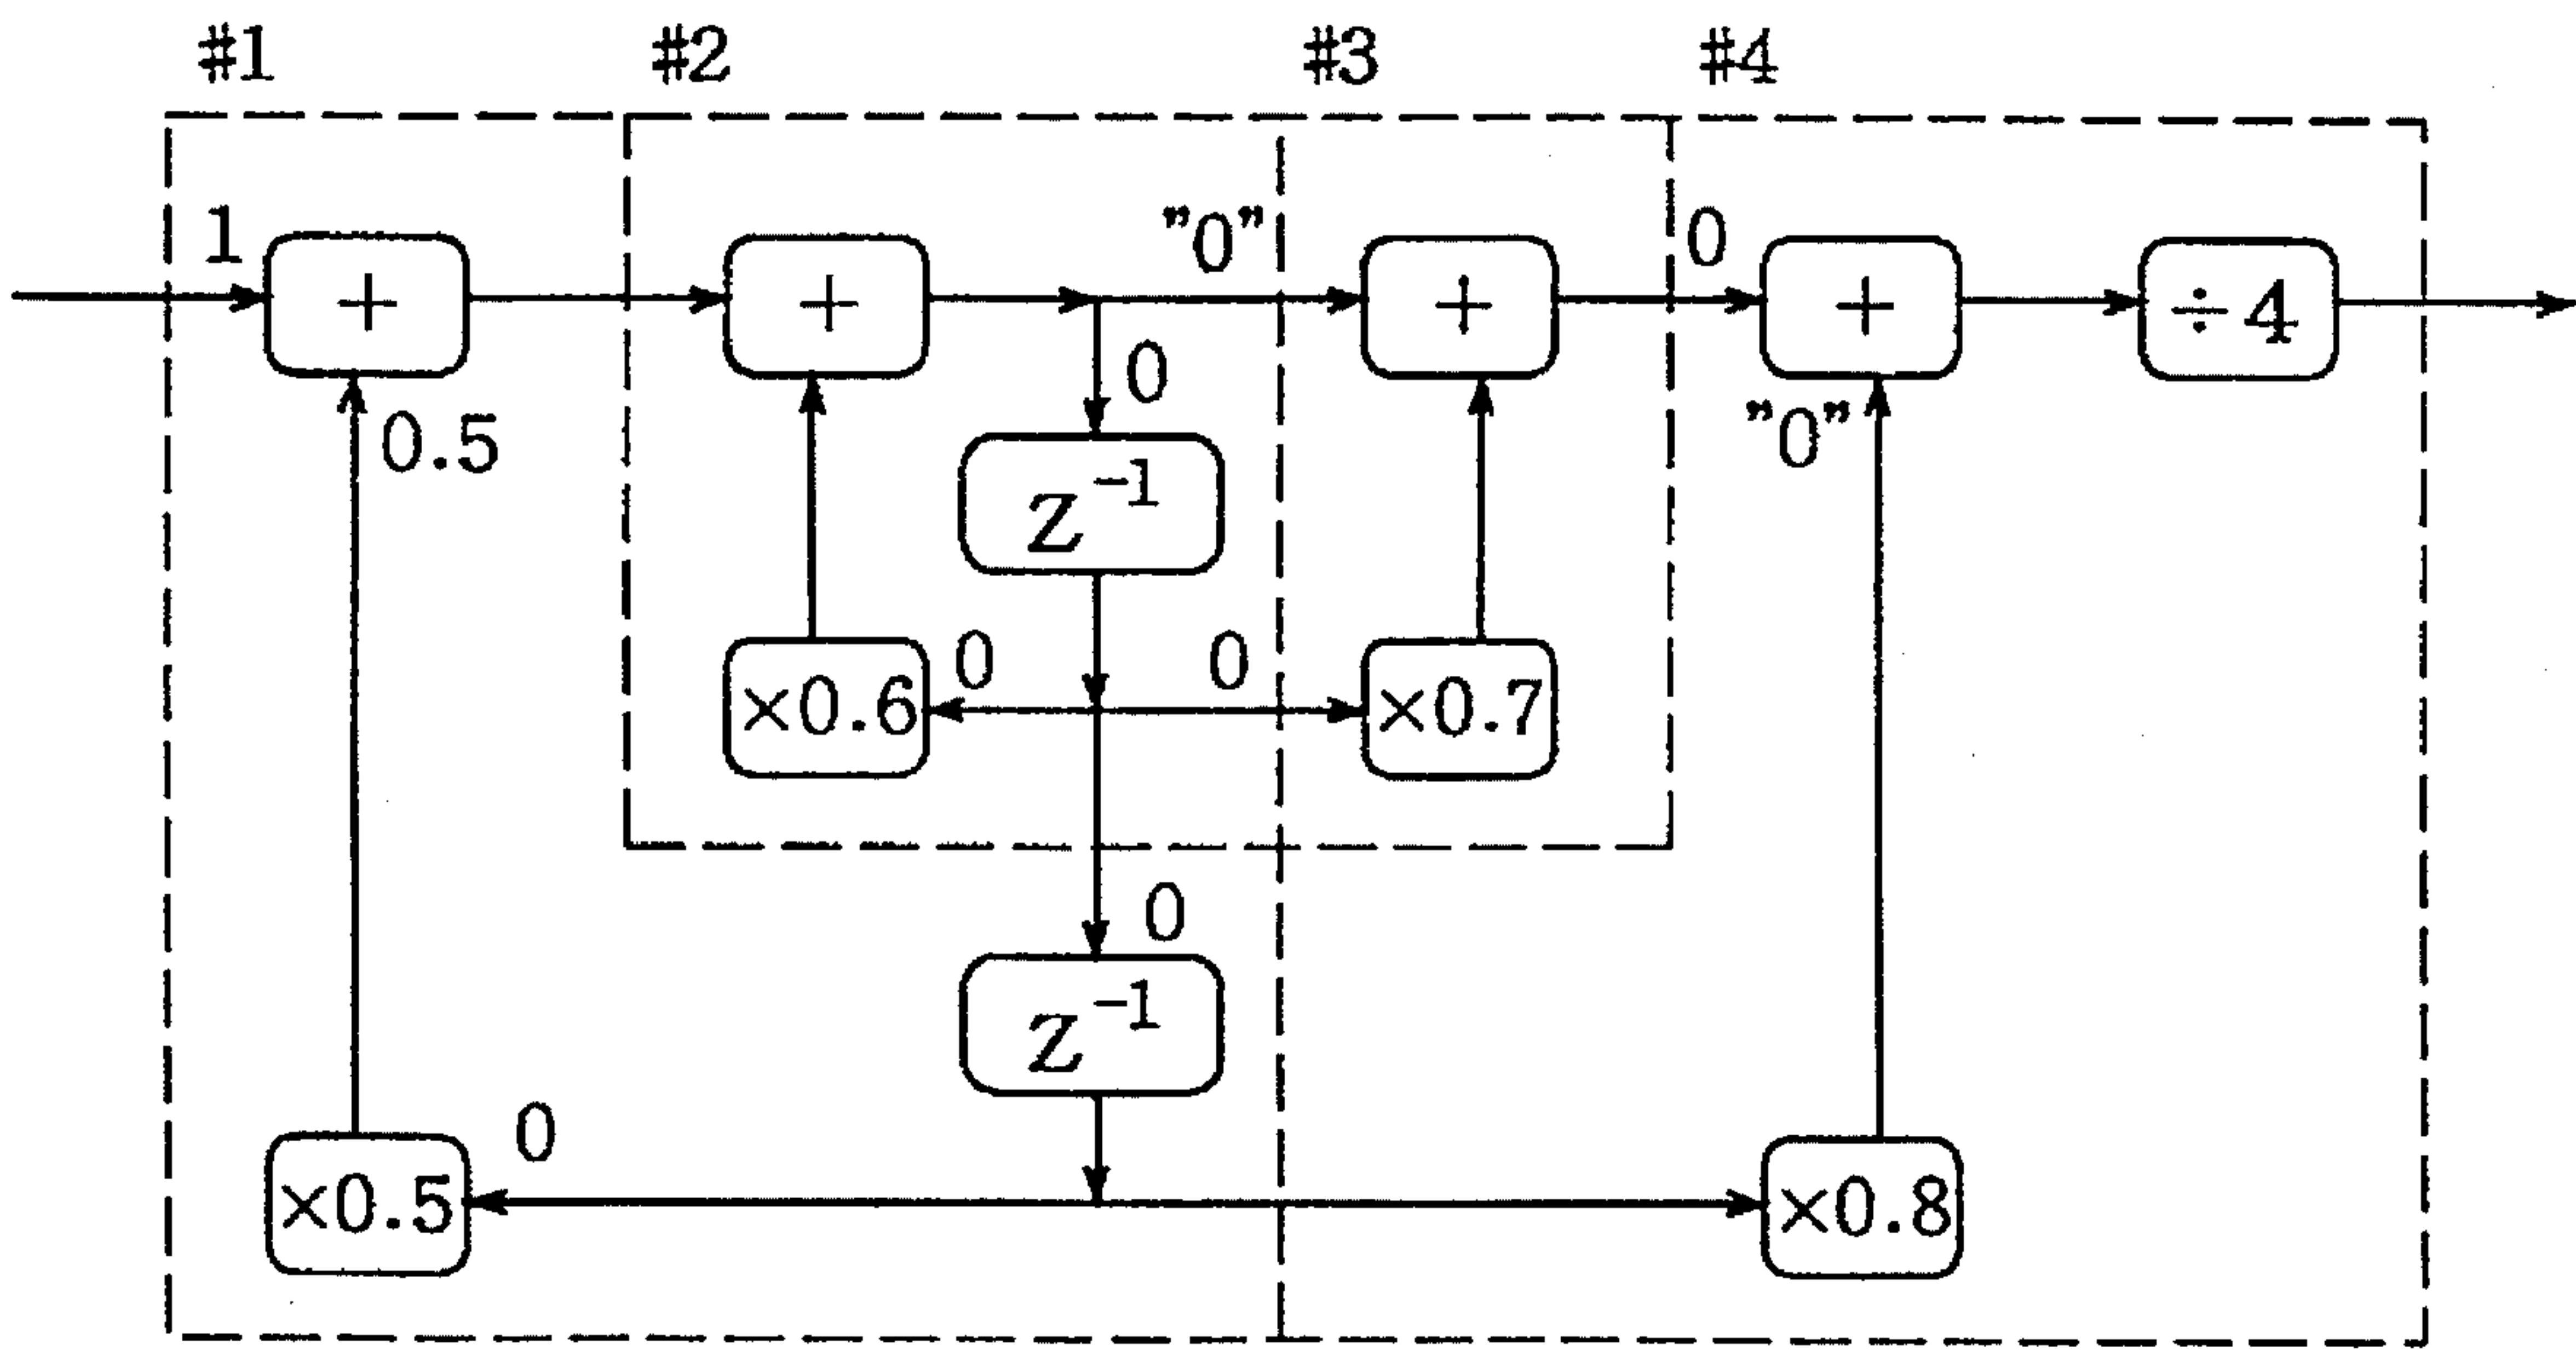 #1 #2 #3 #4
1 + + ”0” + 0 + ÷4
0.5 0 ”0”
Z⁻¹
×0.6 0 0 ×0.7
0
Z⁻¹
×0.5 0 ×0.8